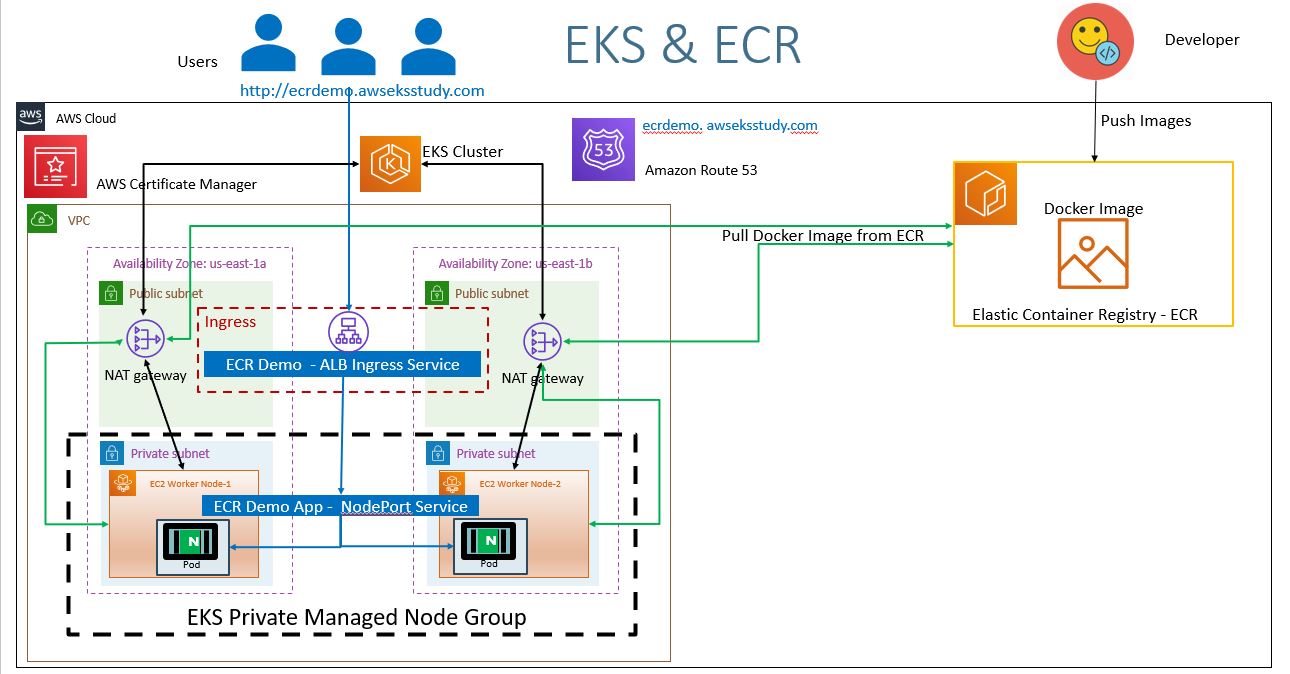 EKS & ECR
Users
Developer
http://ecrdemo.awseksstudy.com
aws
AWS Cloud
Push Images
53
ecrdemo. awseksstudy.com
EKS Cluster
K
Amazon Route 53
AWS Certificate Manager
VPC
Docker Image
Pull Docker Image from ECR
Availability Zone: us-east-1a
Availability Zone: us-east-1b
Public subnet
Public subnet
Elastic Container Registry - ECR
Ingress
ECR Demo - ALB Ingress Service
NAT gateway
NAT gateway
Private subnet
Private subnet
EC2 Worker Node-1
EC2 Worker Node-2
ECR Demo App - NodePort Service
N
N
Pod
Pod
EKS Private Managed Node Group